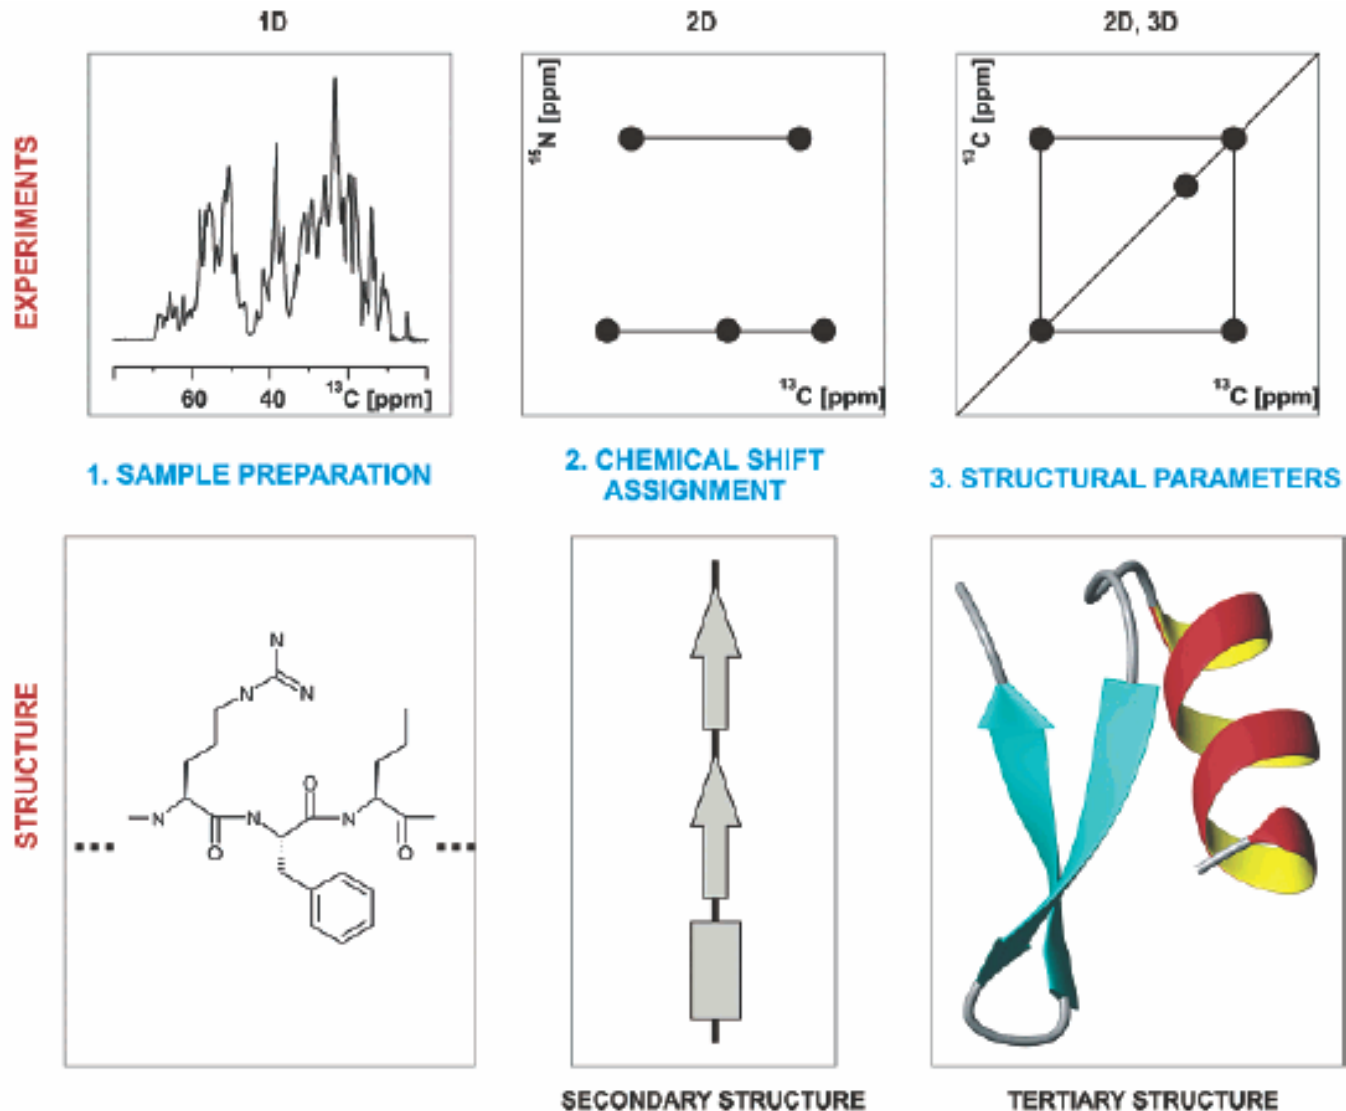 1D
2D
2D, 3D
EXPERIMENTS
60
40
¹³C [ppm]
¹⁵N [ppm]
¹³C [ppm]
¹³C [ppm]
¹³C [ppm]
1. SAMPLE PREPARATION
2. CHEMICAL SHIFT
ASSIGNMENT
3. STRUCTURAL PARAMETERS
STRUCTURE
N
N
N
N
O
N
O
N
O
...
...
SECONDARY STRUCTURE
TERTIARY STRUCTURE